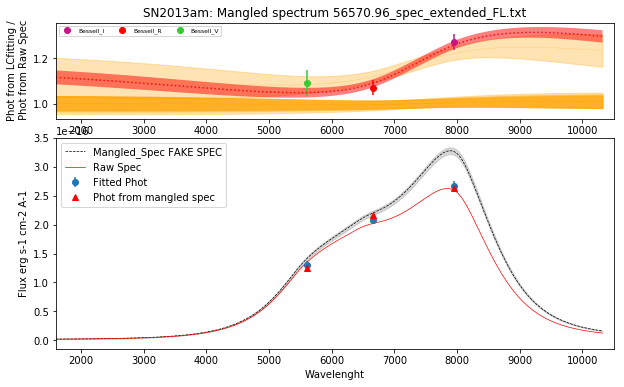 SN2013am: Mangled spectrum 56570.96_spec_extended_FL.txt
Phot from LCfitting /
Phot from Raw Spec
Bessell_I Bessell_R Bessell_V
1.2
1.0
2000 3000 4000 5000 6000 7000 8000 9000 10000
3.5
3.0
2.5
2.0
1.5
1.0
0.5
0.0
Flux erg s-1 cm-2 A-1
Mangled_Spec FAKE SPEC
Raw Spec
Fitted Phot
Phot from mangled spec
2000 3000 4000 5000 6000 7000 8000 9000 10000
Wavelenght